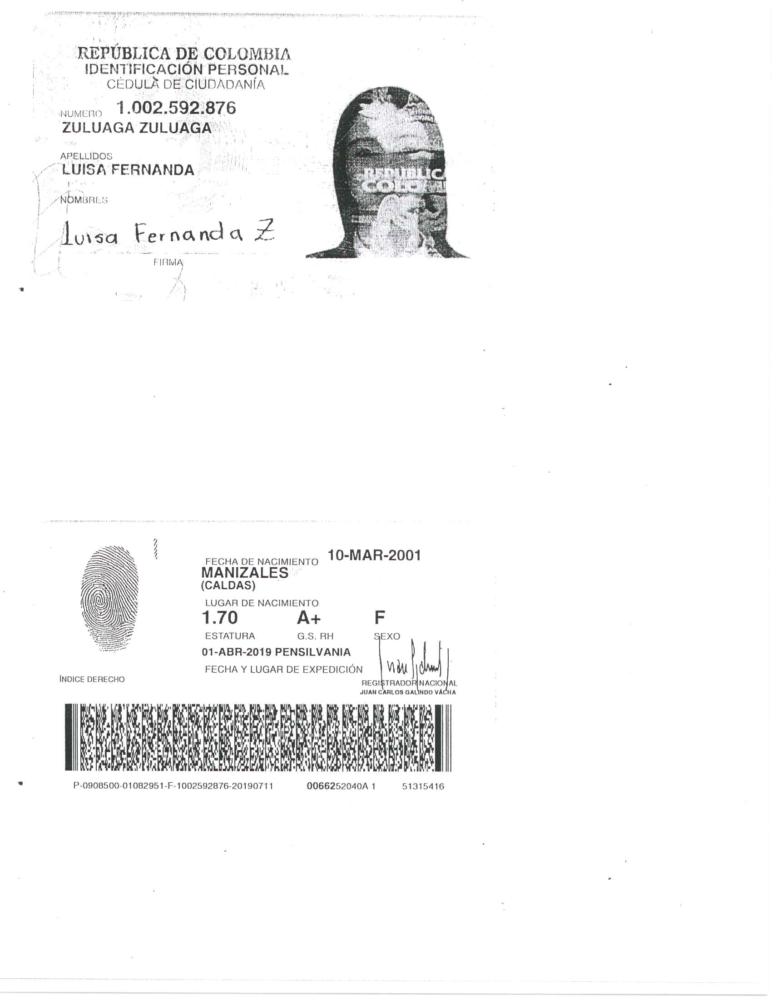 REPÚBLICA DE COLOMBIA
IDENTIFICACIÓN PERSONAL
CÉDULA DE CIUDADANÍA
NUMERO 1.002.592.876
ZULUAGA ZULUAGA
APELLIDOS
LUISA FERNANDA
NOMBRES
Luisa Fernanda Z
FIRMA
REPUBLIC
COLOM
10-MAR-2001
FECHA DE NACIMIENTO
MANIZALES
(CALDAS)
LUGAR DE NACIMIENTO
1.70 A+ F
ESTATURA G.S. RH SEXO
01-ABR-2019 PENSILVANIA
FECHA Y LUGAR DE EXPEDICIÓN
ÍNDICE DERECHO
REGISTRADOR NACIONAL
JUAN CARLOS GALINDO VÁCHA
P-0908500-01082951-F-1002592876-20190711 0066252040A 1 51315416